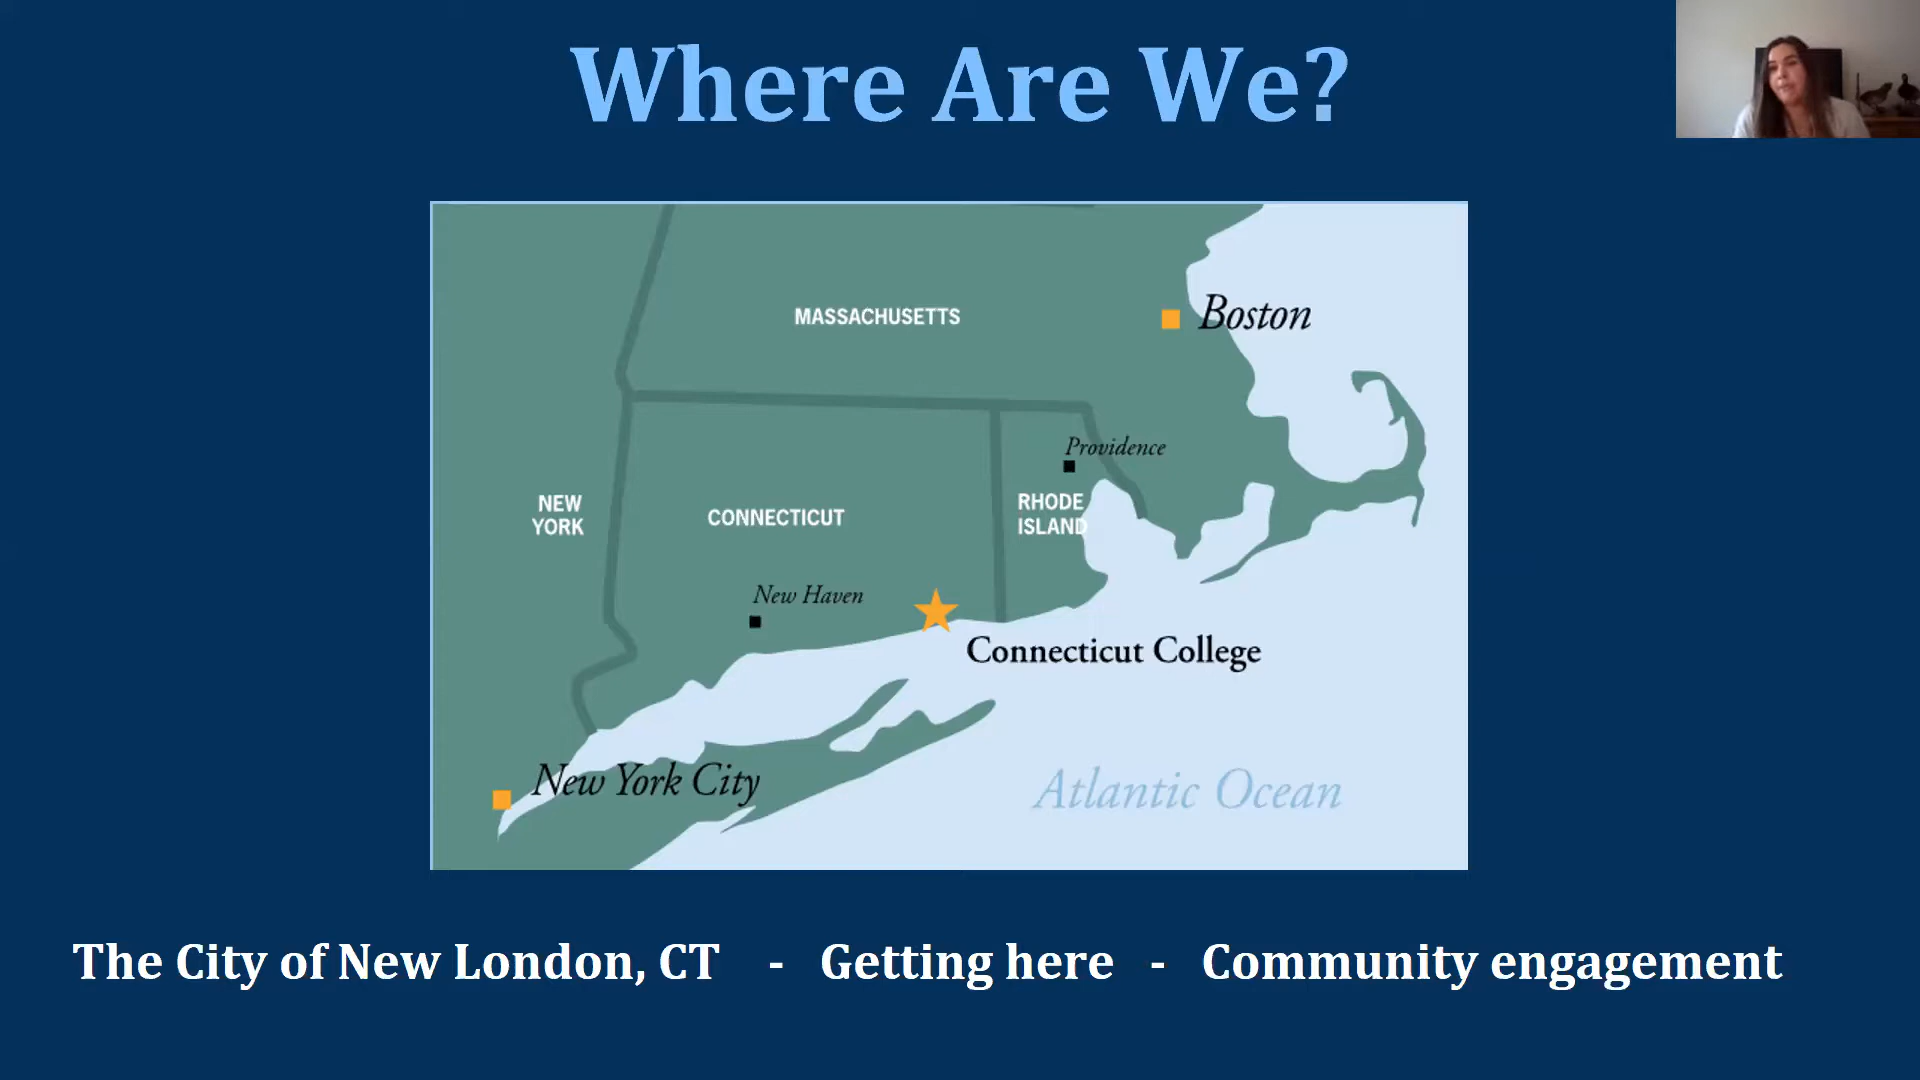 Where Are We?
MASSACHUSETTS
Boston
Providence
NEW
YORK
CONNECTICUT
RHODE
ISLAND
New Haven
Connecticut College
New York City
Atlantic Ocean
The City of New London, CT - Getting here - Community engagement